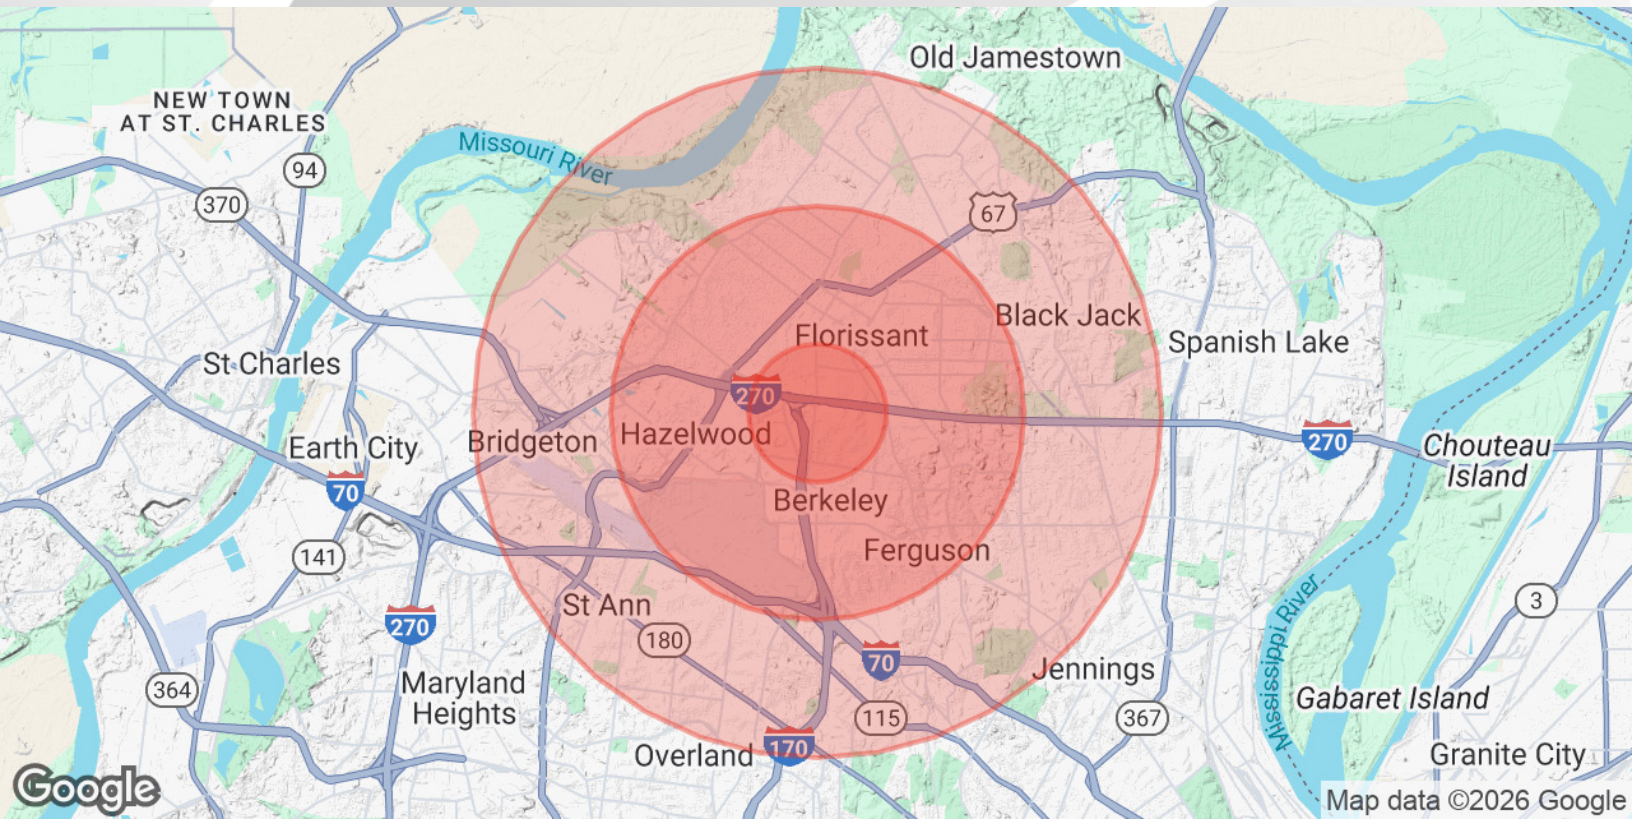 Old Jamestown
NEW TOWN
AT ST. CHARLES
Missouri River
94
370
67
Black Jack
Florissant
Spanish Lake
St Charles
270
Hazelwood
Bridgeton
Earth City
270
Chouteau
Island
70
Berkeley
Ferguson
141
St Ann
3
270
180
70
Mississippi River
Jennings
Maryland
Heights
364
Gabaret Island
115
367
170
Overland
Granite City
Google
Map data ©2026 Google